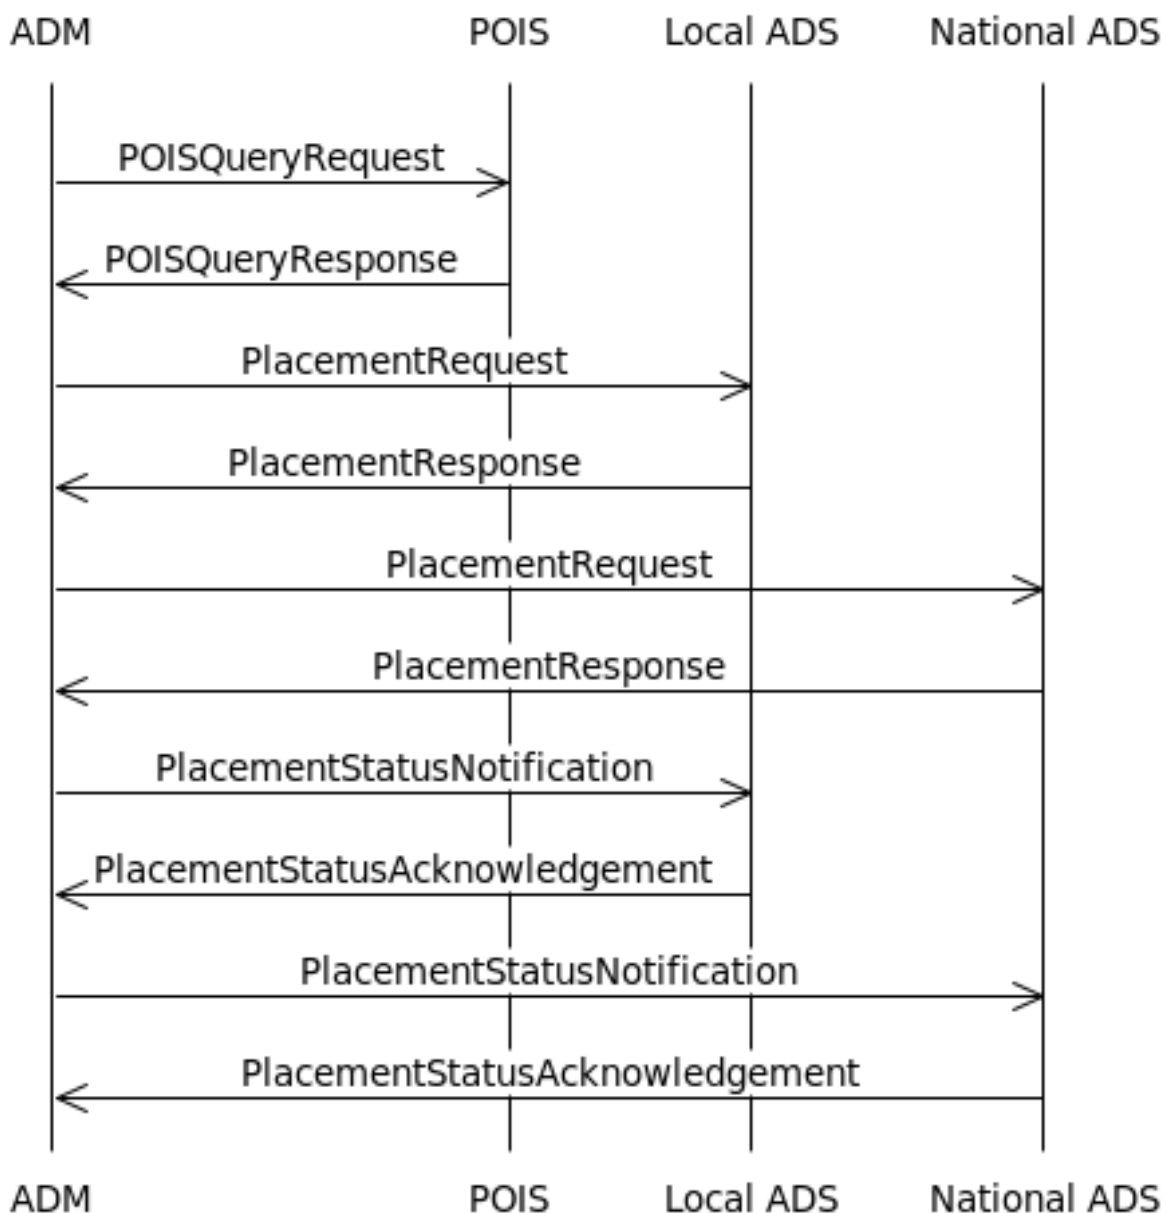 ADM POIS Local ADS National ADS
POISQueryRequest
POISQueryResponse
PlacementRequest
PlacementResponse
PlacementRequest
PlacementResponse
PlacementStatusNotification
PlacementStatusAcknowledgement
PlacementStatusNotification
PlacementStatusAcknowledgement
ADM POIS Local ADS National ADS